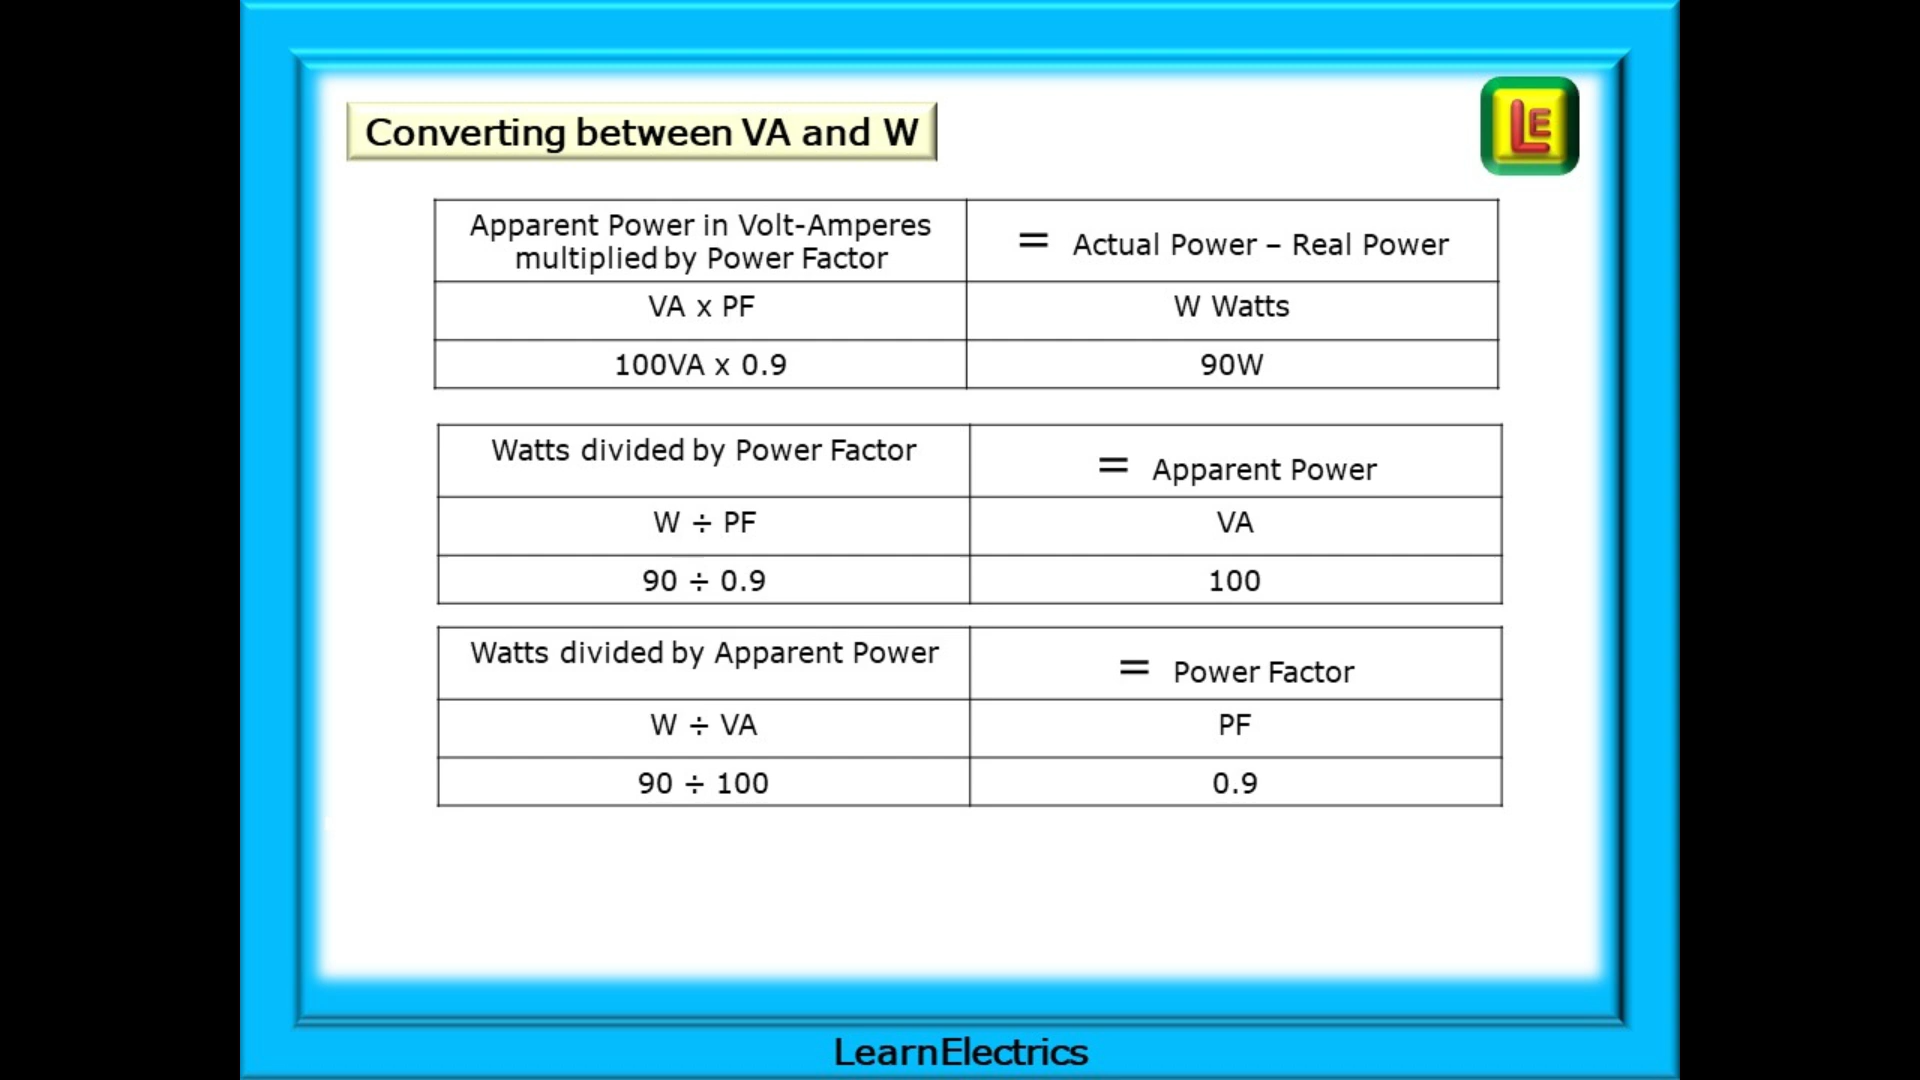 Converting between VA and W
LE
Apparent Power in Volt-Amperes
multiplied by Power Factor
= Actual Power – Real Power
VA x PF
W Watts
100VA x 0.9
90W
Watts divided by Power Factor
= Apparent Power
W ÷ PF
VA
90 ÷ 0.9
100
Watts divided by Apparent Power
= Power Factor
W ÷ VA
PF
90 ÷ 100
0.9
LearnElectrics